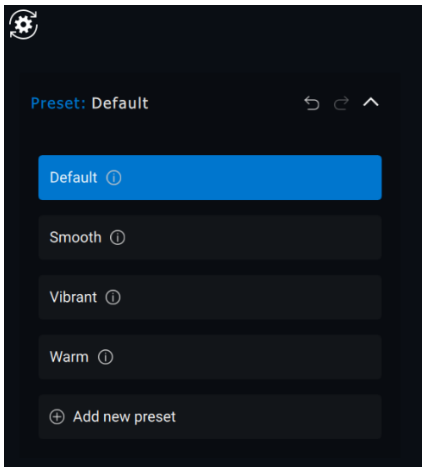 Preset: Default
Default
Smooth
Vibrant
Warm
Add new preset